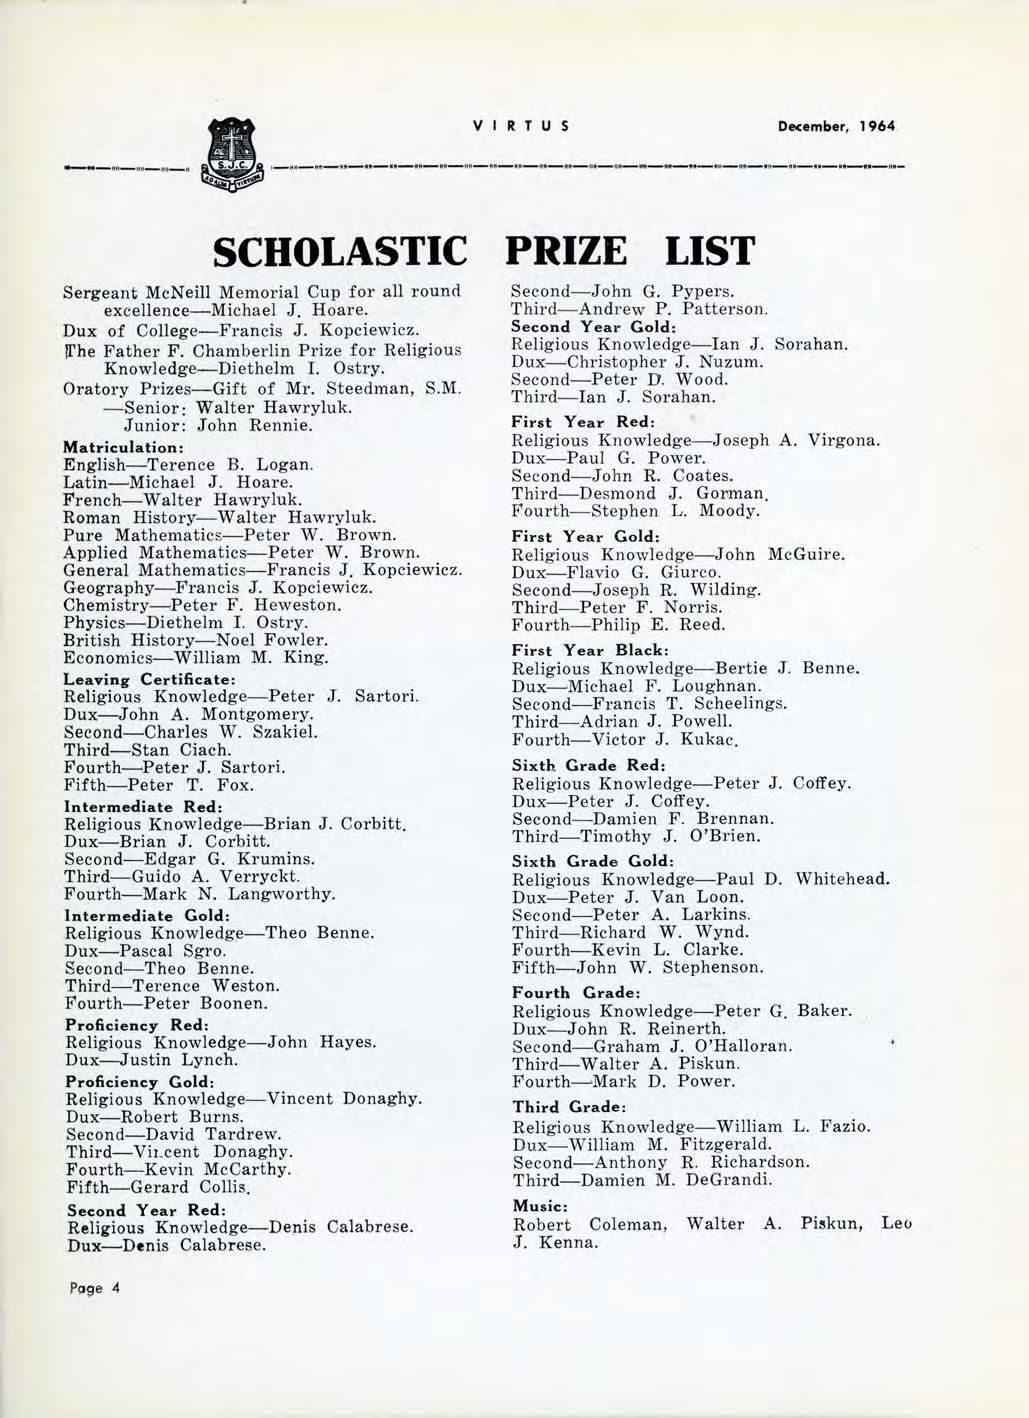 VIRTUS
December, 1964
S.J.C.
SCHOLASTIC PRIZE LIST
Sergeant McNeill Memorial Cup for all round
excellence—Michael J. Hoare.
Dux of College—Francis J. Kopciewicz.
The Father F. Chamberlin Prize for Religious
Knowledge—Diethelm I. Ostry.
Oratory Prizes—Gift of Mr. Steedman, S.M.
—Senior: Walter Hawryluk.
Junior: John Rennie.
Matriculation:
English—Terence B. Logan.
Latin—Michael J. Hoare.
French—Walter Hawryluk.
Roman History—Walter Hawryluk.
Pure Mathematics—Peter W. Brown.
Applied Mathematics—Peter W. Brown.
General Mathematics—Francis J. Kopciewicz.
Geography—Francis J. Kopciewicz.
Chemistry—Peter F. Heweston.
Physics—Diethelm I. Ostry.
British History—Noel Fowler.
Economics—William M. King.
Leaving Certificate:
Religious Knowledge—Peter J. Sartori.
Dux—John A. Montgomery.
Second—Charles W. Szakiel.
Third—Stan Ciach.
Fourth—Peter J. Sartori.
Fifth—Peter T. Fox.
Intermediate Red:
Religious Knowledge—Brian J. Corbitt.
Dux—Brian J. Corbitt.
Second—Edgar G. Krumins.
Third—Guido A. Verryckt.
Fourth—Mark N. Langworthy.
Intermediate Gold:
Religious Knowledge—Theo Benne.
Dux—Pascal Sgro.
Second—Theo Benne.
Third—Terence Weston.
Fourth—Peter Boonen.
Proficiency Red:
Religious Knowledge—John Hayes.
Dux—Justin Lynch.
Proficiency Gold:
Religious Knowledge—Vincent Donaghy.
Dux—Robert Burns.
Second—David Tardrew.
Third—Vincent Donaghy.
Fourth—Kevin McCarthy.
Fifth—Gerard Collis.
Second Year Red:
Religious Knowledge—Denis Calabrese.
Dux—Denis Calabrese.
Second—John G. Pypers.
Third—Andrew P. Patterson.
Second Year Gold:
Religious Knowledge—Ian J. Sorahan.
Dux—Christopher J. Nuzum.
Second—Peter D. Wood.
Third—Ian J. Sorahan.
First Year Red:
Religious Knowledge—Joseph A. Virgona.
Dux—Paul G. Power.
Second—John R. Coates.
Third—Desmond J. Gorman.
Fourth—Stephen L. Moody.
First Year Gold:
Religious Knowledge—John McGuire.
Dux—Flavio G. Giurco.
Second—Joseph R. Wilding.
Third—Peter F. Norris.
Fourth—Philip E. Reed.
First Year Black:
Religious Knowledge—Bertie J. Benne.
Dux—Michael F. Loughnan.
Second—Francis T. Scheelings.
Third—Adrian J. Powell.
Fourth—Victor J. Kukac.
Sixth Grade Red:
Religious Knowledge—Peter J. Coffey.
Dux—Peter J. Coffey.
Second—Damien F. Brennan.
Third—Timothy J. O'Brien.
Sixth Grade Gold:
Religious Knowledge—Paul D. Whitehead.
Dux—Peter J. Van Loon.
Second—Peter A. Larkins.
Third—Richard W. Wynd.
Fourth—Kevin L. Clarke.
Fifth—John W. Stephenson.
Fourth Grade:
Religious Knowledge—Peter G. Baker.
Dux—John R. Reinerth.
Second—Graham J. O'Halloran.
Third—Walter A. Piskun.
Fourth—Mark D. Power.
Third Grade:
Religious Knowledge—William L. Fazio.
Dux—William M. Fitzgerald.
Second—Anthony R. Richardson.
Third—Damien M. DeGrandi.
Music:
Robert Coleman, Walter A. Piskun, Leo
J. Kenna.
Page 4